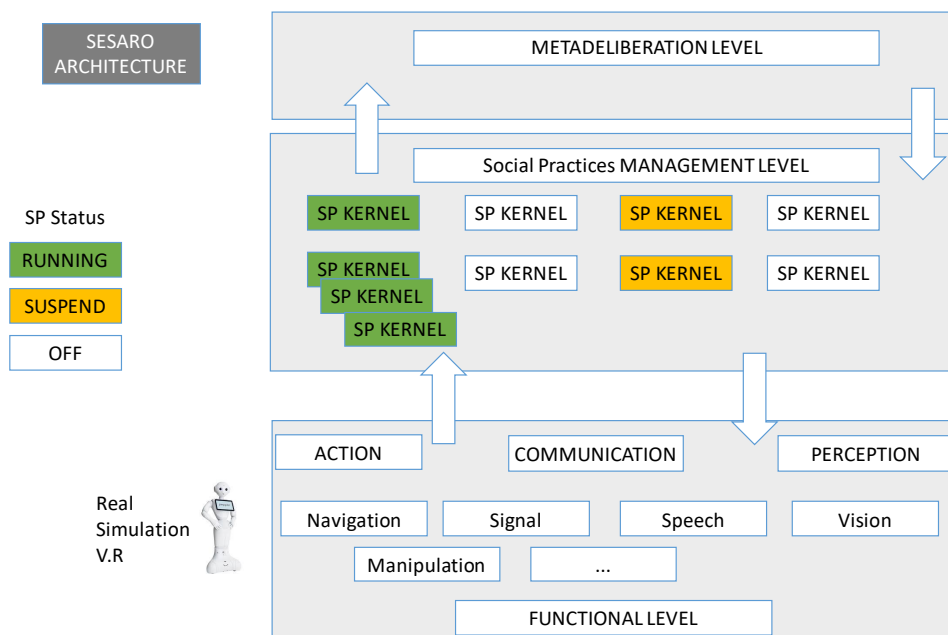 SESARO
ARCHITECTURE
METADELIBERATION LEVEL
Social Practices MANAGEMENT LEVEL
SP KERNEL SP KERNEL SP KERNEL SP KERNEL
SP KERNEL SP KERNEL SP KERNEL SP KERNEL
SP KERNEL
SP KERNEL
SP Status
RUNNING
SUSPEND
OFF
ACTION COMMUNICATION PERCEPTION
Navigation Signal Speech Vision
Manipulation ...
FUNCTIONAL LEVEL
Real
Simulation
V.R